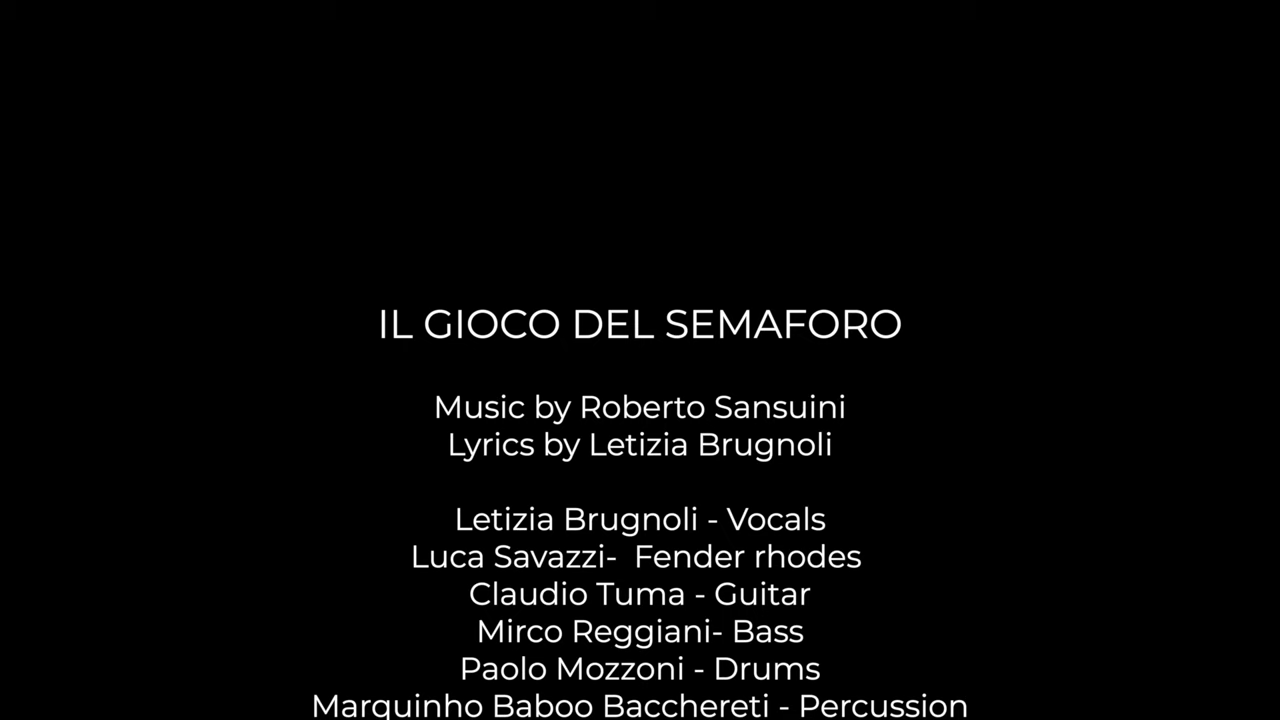 IL GIOCO DEL SEMAFORO
Music by Roberto Sansuini
Lyrics by Letizia Brugnoli
Letizia Brugnoli - Vocals
Luca Savazzi-  Fender rhodes
Claudio Tuma - Guitar
Mirco Reggiani- Bass
Paolo Mozzoni - Drums
Marquinho Baboo Bacchereti - Percussion